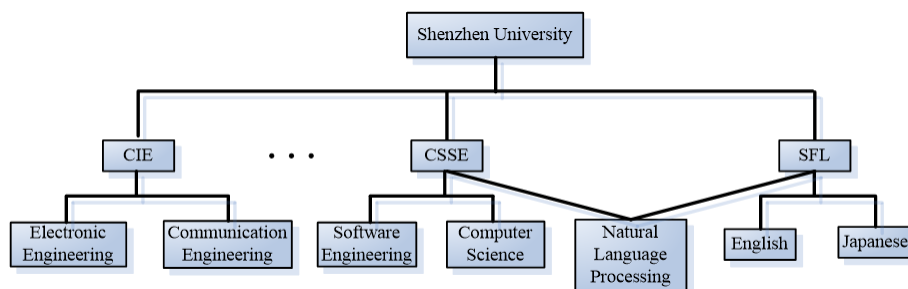 Shenzhen University
CIE
. . .
CSSE
SFL
Electronic
Engineering
Communication
Engineering
Software
Engineering
Computer
Science
Natural
Language
Processing
English
Japanese